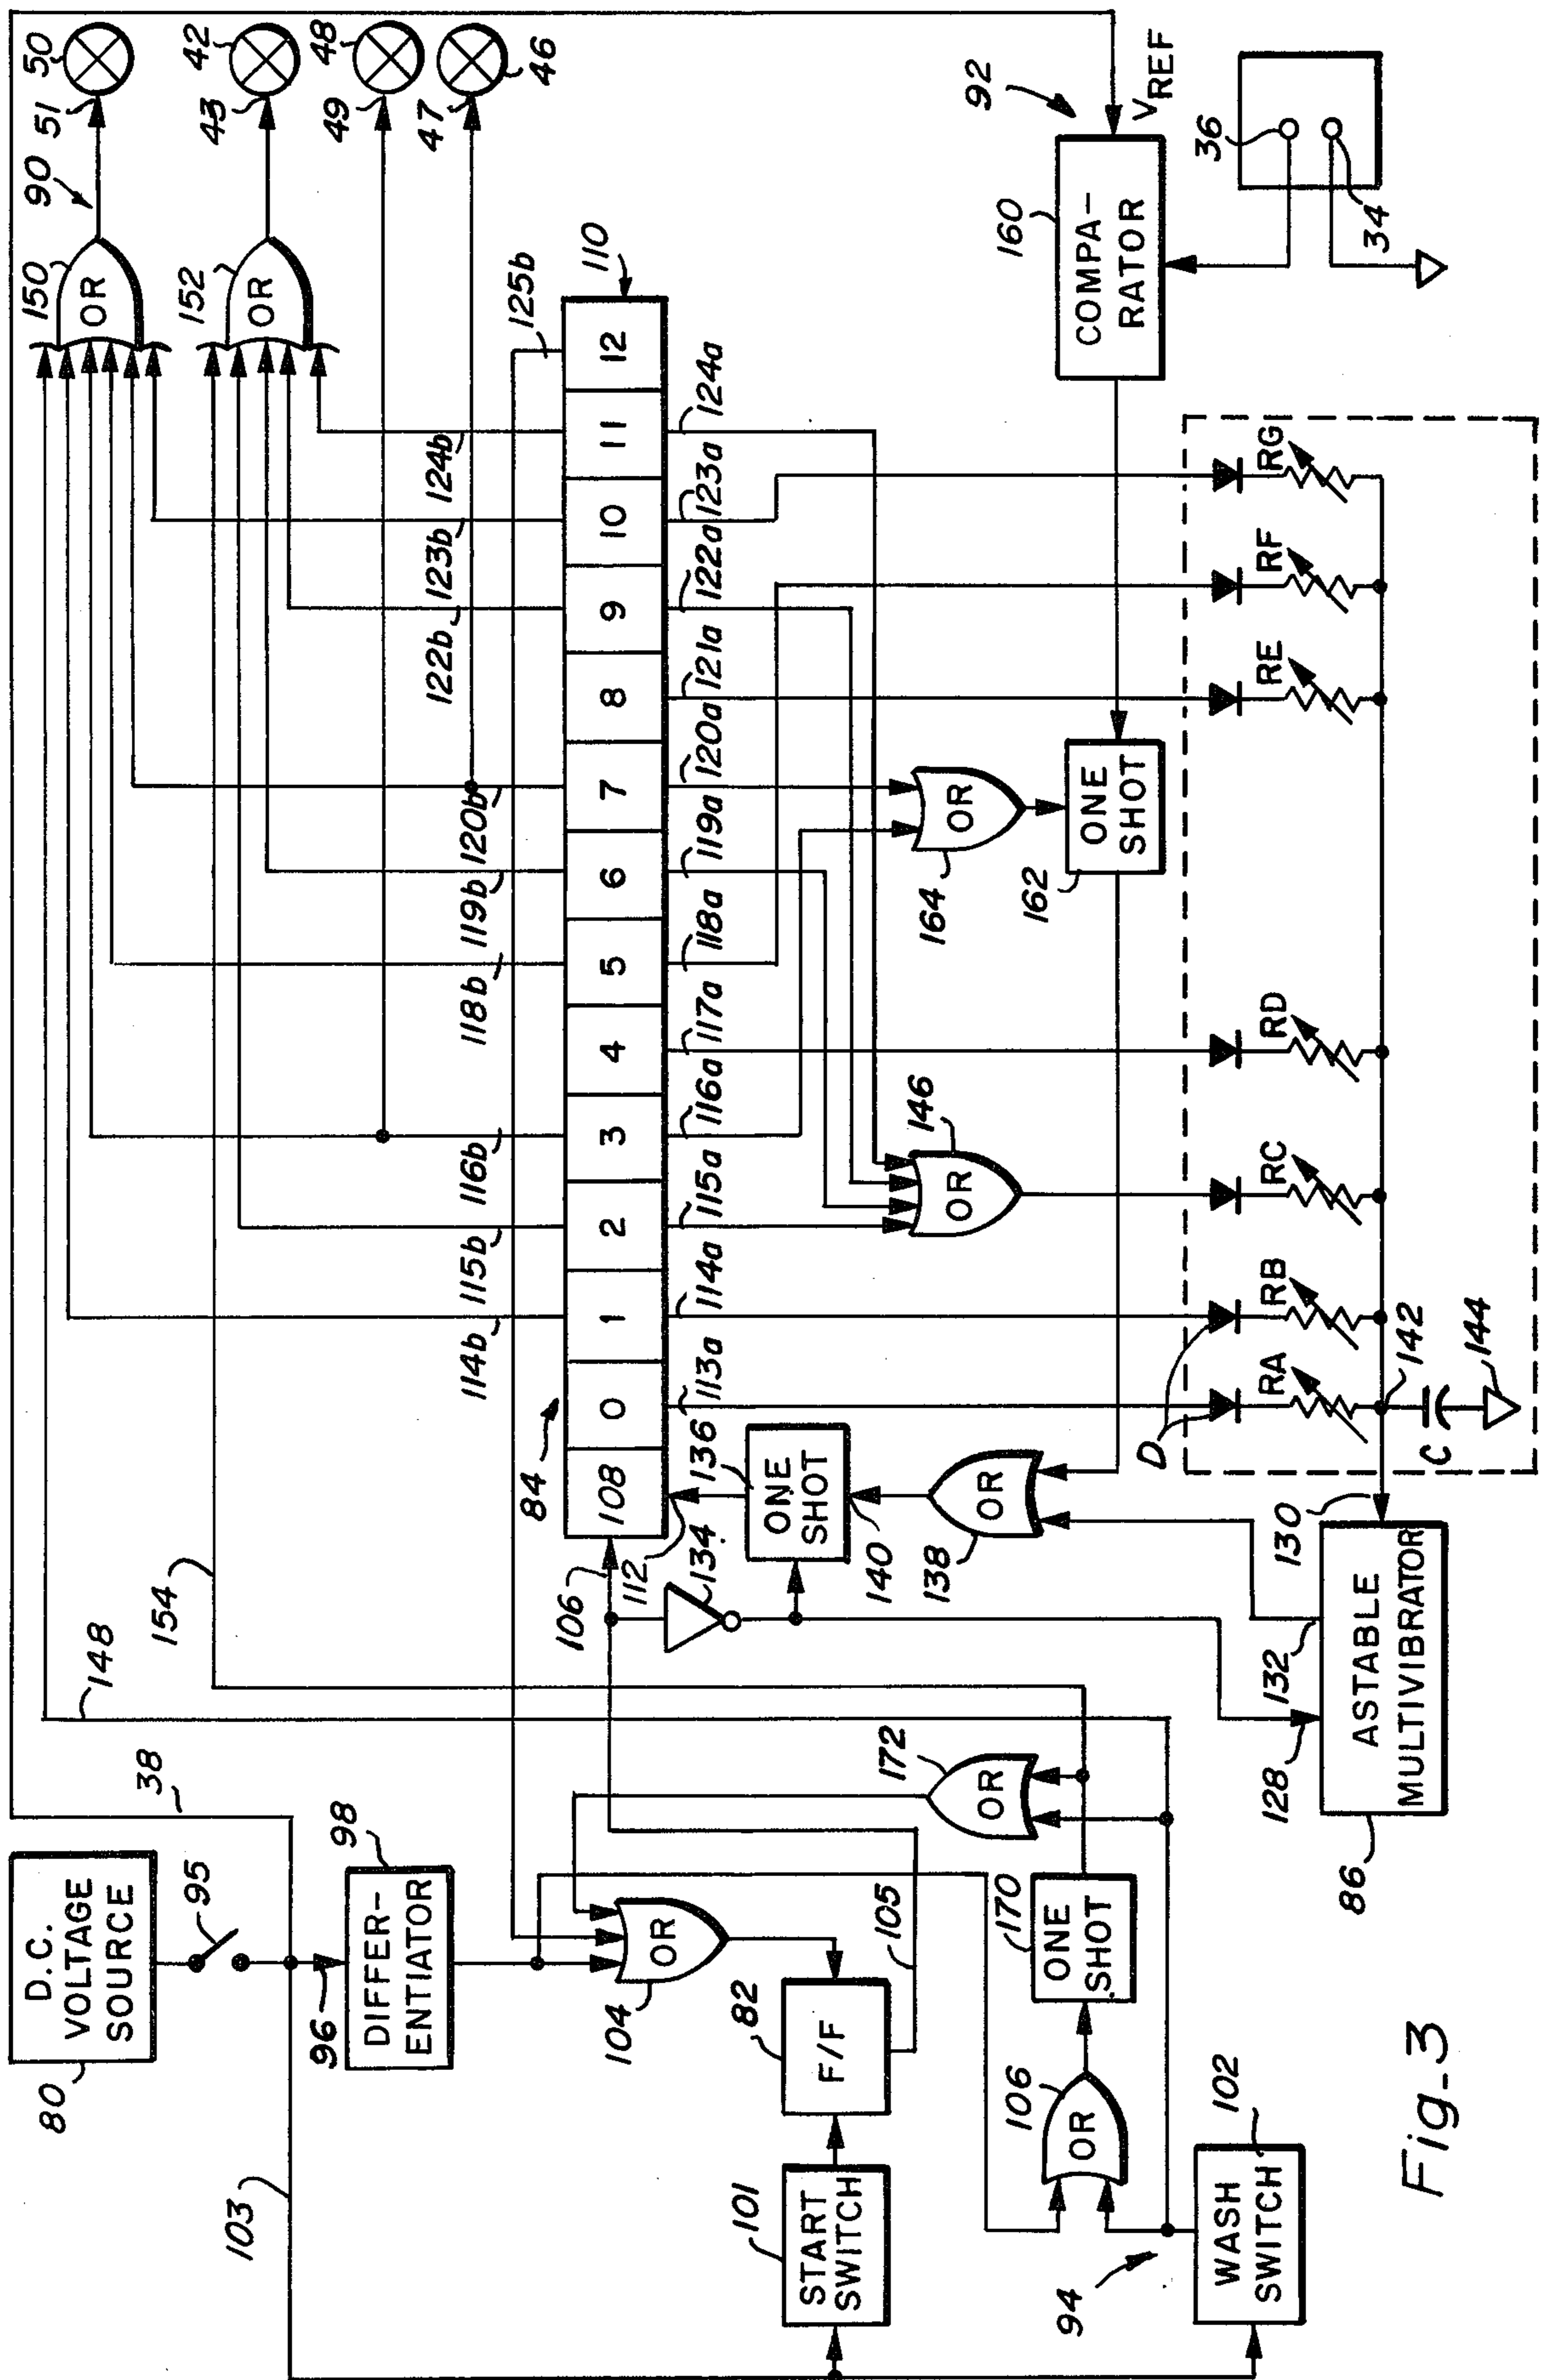 D.C.
VOLTAGE
SOURCE
80
95
38
96
98
DIFFER-
ENTIATOR
103
148
154
104
OR
82
F/F
105
101
START
SWITCH
172
OR
170
ONE
SHOT
106
OR
94
102
WASH
SWITCH
150
OR
90
51
50
152
OR
43
42
49
48
47
46
114b
115b
116b
118b
119b
120b
122b
123b
124b
125b
84
106
108
0
1
2
3
4
5
6
7
8
9
10
11
12
110
112
134
136
ONE
SHOT
140
138
OR
113a
114a
115a
116a
117a
118a
119a
120a
121a
122a
123a
124a
146
OR
164
OR
162
ONE
SHOT
92
VREF
160
COMPA-
RATOR
36
34
D
RA
RB
RC
RD
RE
RF
RG
C
142
144
128
132
130
86
ASTABLE
MULTIVIBRATOR
Fig_3